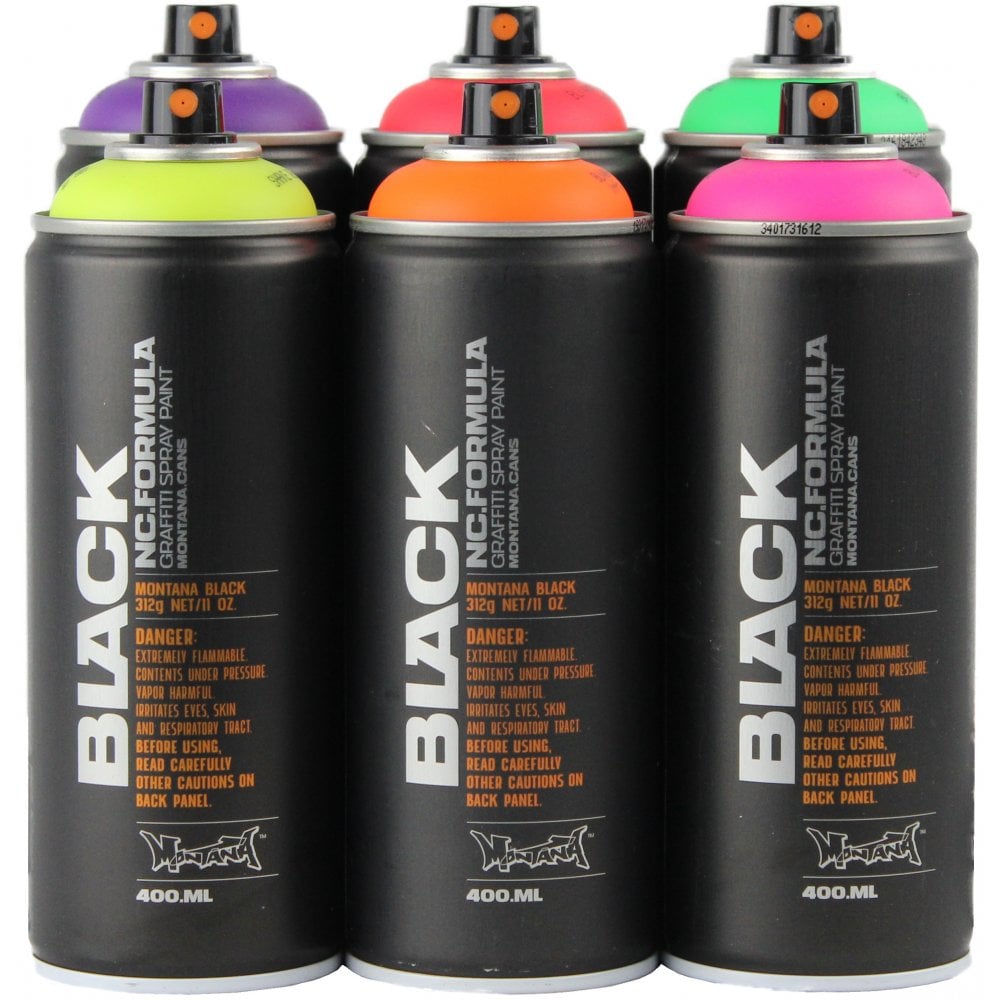 3401731612
BLACK
NC.FORMULA
GRAFFITI SPRAY PAINT
MONTANA.CANS
MONTANA BLACK
312g NET/11 OZ.
DANGER:
EXTREMELY FLAMMABLE.
CONTENTS UNDER PRESSURE
VAPOR HARMFUL.
IRRITATES EYES, SKIN
AND RESPIRATORY TRACT.
BEFORE USING,
READ CAREFULLY
OTHER CAUTIONS ON
BACK PANEL.
MONTANA™
400.ML
BLACK
NC.FORMULA
GRAFFITI SPRAY PAINT
MONTANA.CANS
MONTANA BLACK
312g NET/11 OZ.
DANGER:
EXTREMELY FLAMMABLE.
CONTENTS UNDER PRESSURE
VAPOR HARMFUL.
IRRITATES EYES, SKIN
AND RESPIRATORY TRACT.
BEFORE USING,
READ CAREFULLY
OTHER CAUTIONS ON
BACK PANEL.
MONTANA™
400.ML
BLACK
NC.FORMULA
GRAFFITI SPRAY PAINT
MONTANA.CANS
MONTANA BLACK
312g NET/11 OZ.
DANGER:
EXTREMELY FLAMMABLE.
CONTENTS UNDER PRESSURE
VAPOR HARMFUL.
IRRITATES EYES, SKIN
AND RESPIRATORY TRACT.
BEFORE USING,
READ CAREFULLY
OTHER CAUTIONS ON
BACK PANEL.
MONTANA™
400.ML